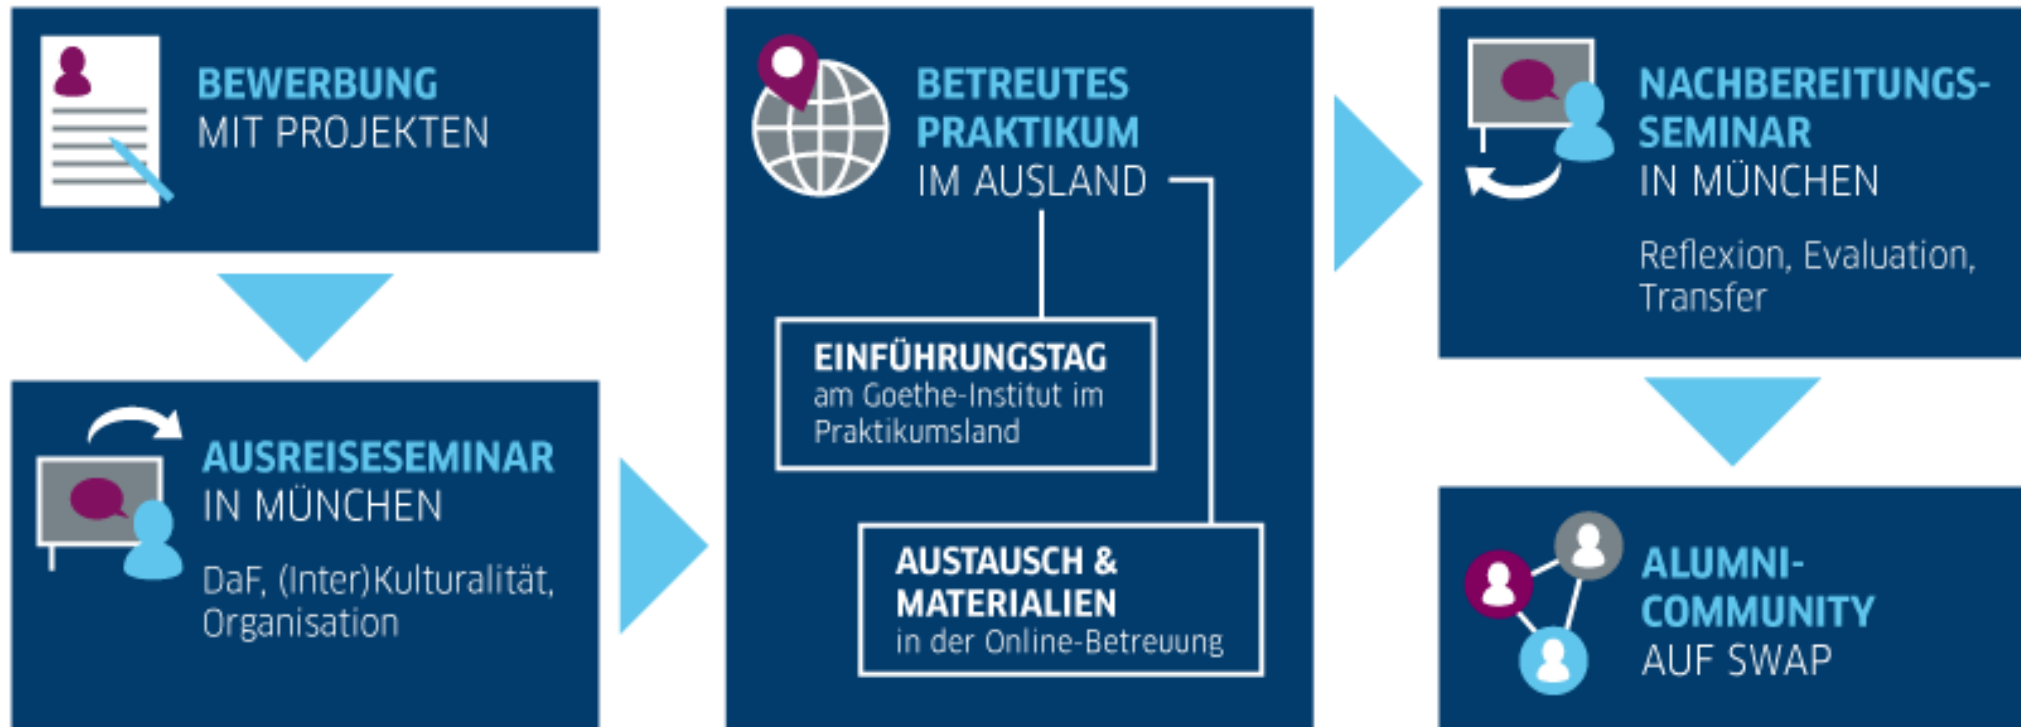 BEWERBUNG
MIT PROJEKTEN
AUSREISESEMINAR
IN MÜNCHEN
DaF, (Inter)Kulturalität,
Organisation
BETREUTES
PRAKTIKUM
IM AUSLAND
EINFÜHRUNGSTAG
am Goethe-Institut im
Praktikumsland
AUSTAUSCH &
MATERIALIEN
in der Online-Betreuung
NACHBEREITUNGS-
SEMINAR
IN MÜNCHEN
Reflexion, Evaluation,
Transfer
ALUMNI-
COMMUNITY
AUF SWAP